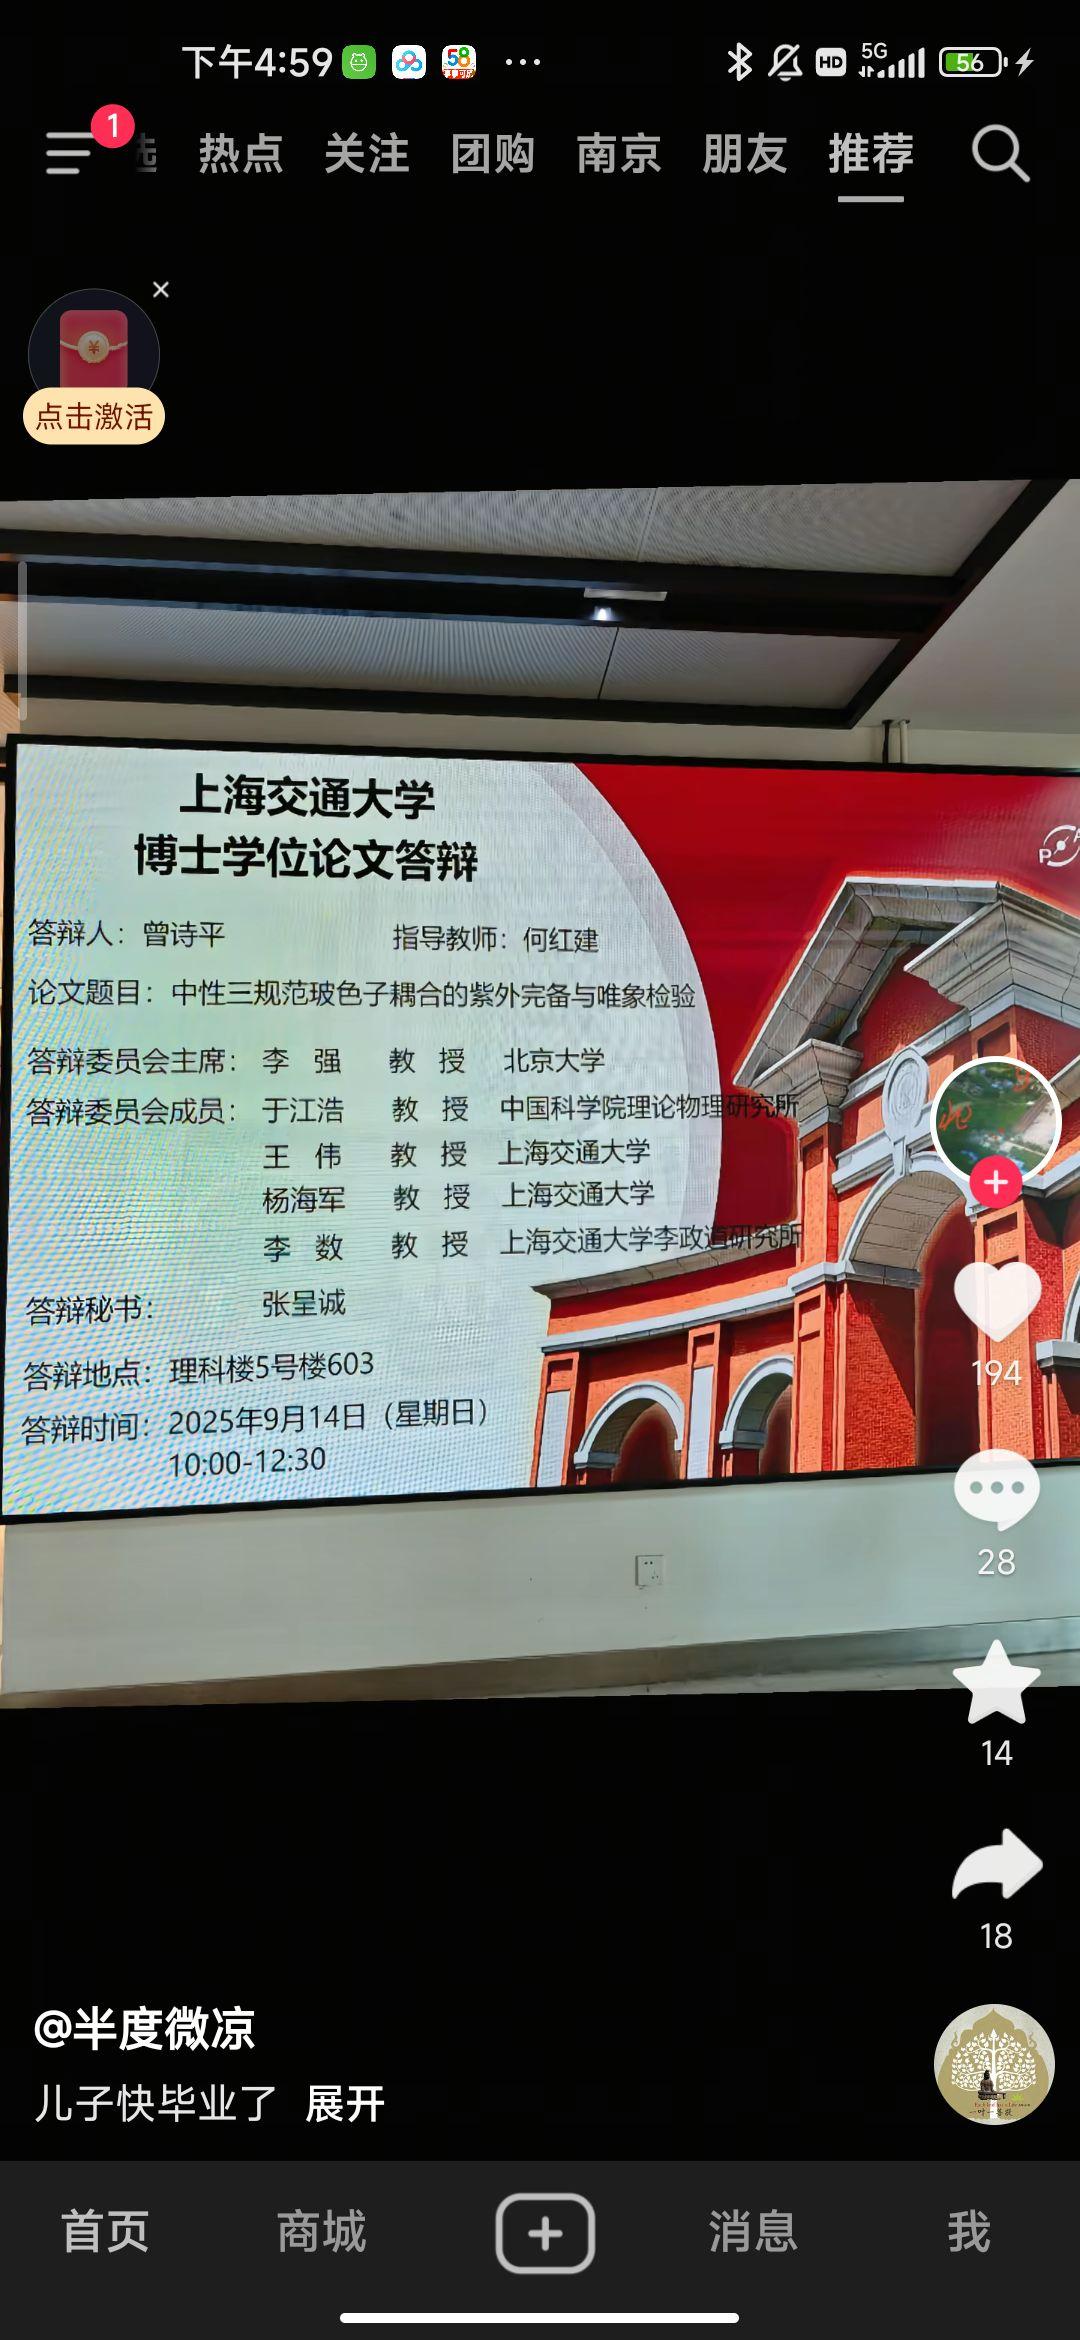 下午4:59
58
HD
5G
56
1
选 热点 关注 团购 南京 朋友 推荐
点击激活
上海交通大学
博士学位论文答辩
答辩人：曾诗平 指导教师：何红建
论文题目：中性三规范玻色子耦合的紫外完备与唯象检验
答辩委员会主席：李 强 教 授 北京大学
答辩委员会成员：于江浩 教 授 中国科学院理论物理研究所
王 伟 教 授 上海交通大学
杨海军 教 授 上海交通大学
李 数 教 授 上海交通大学李政道研究所
答辩秘书：张呈诚
答辩地点：理科楼5号楼603
答辩时间：2025年9月14日（星期日）
10:00-12:30
194
28
14
18
@半度微凉
儿子快毕业了 展开
首页 商城 消息 我